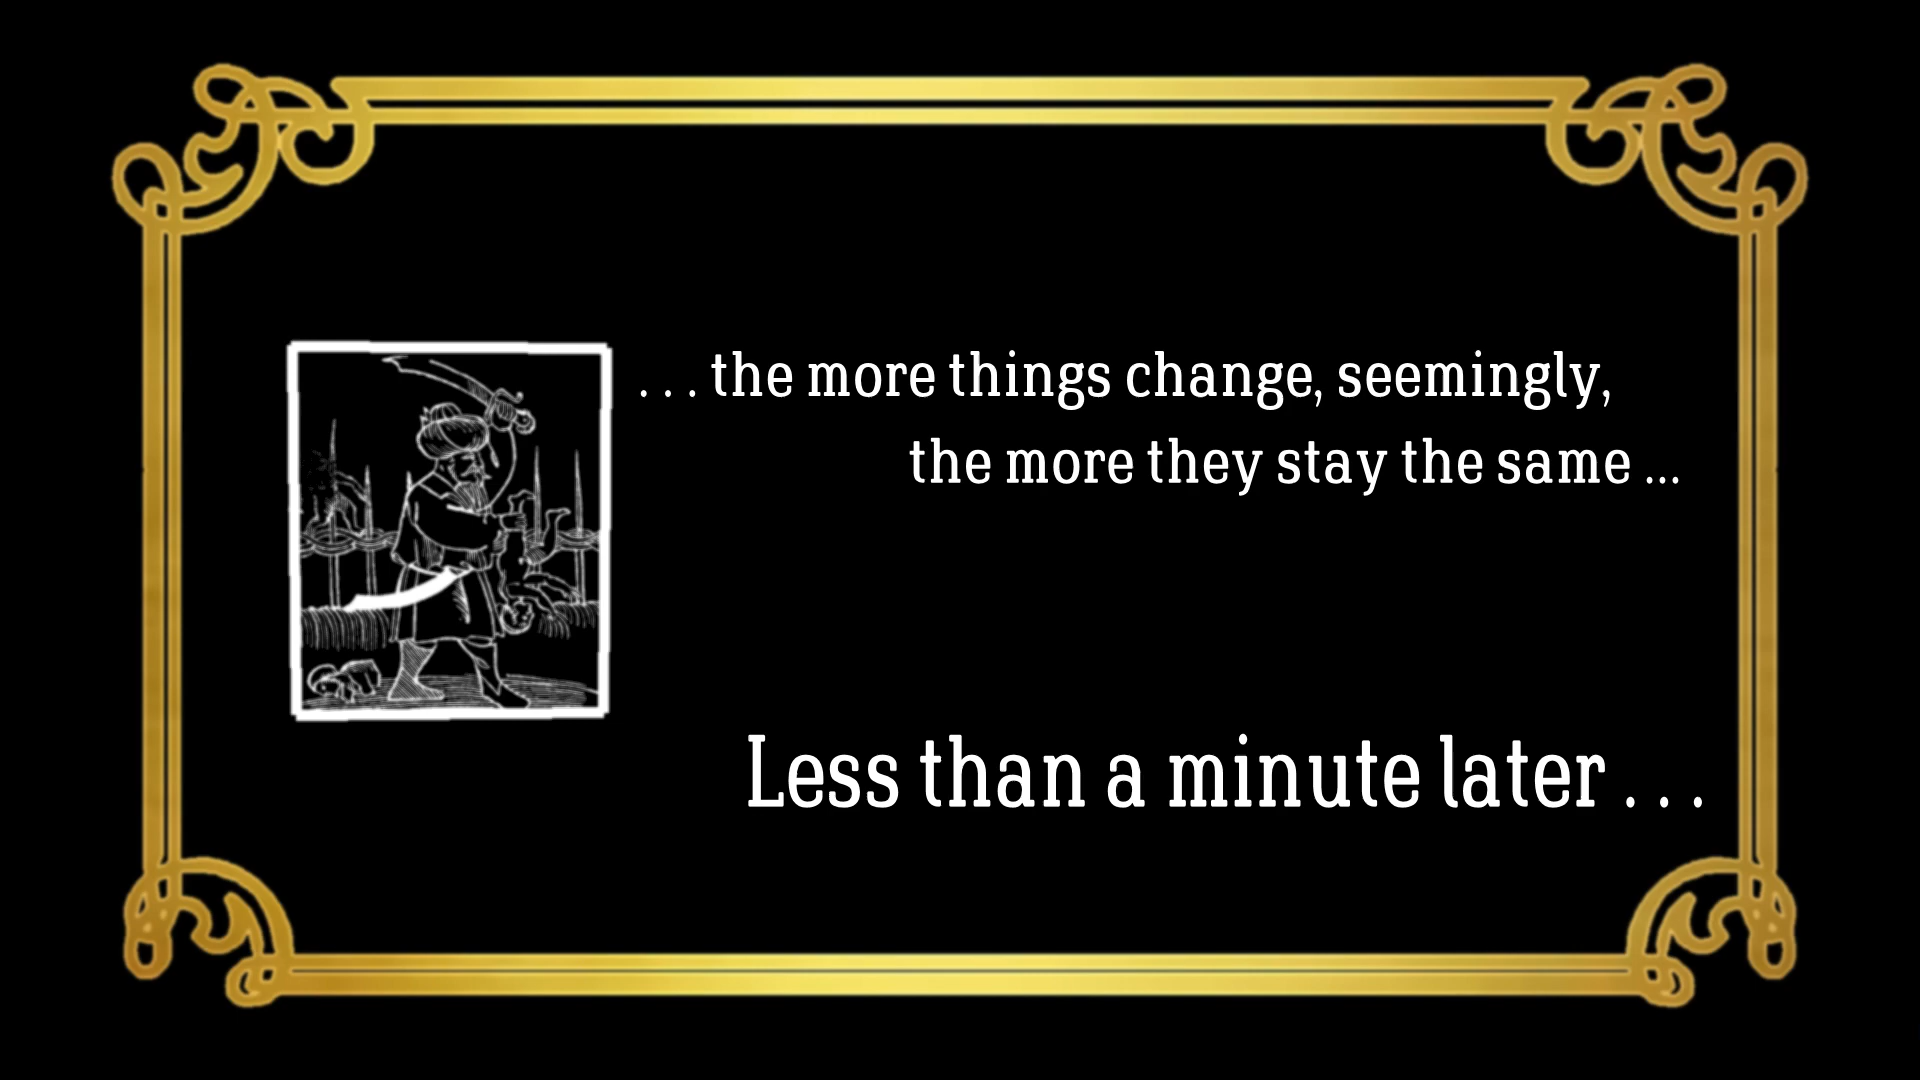 . . . the more things change, seemingly,
the more they stay the same ...
Less than a minute later . . .